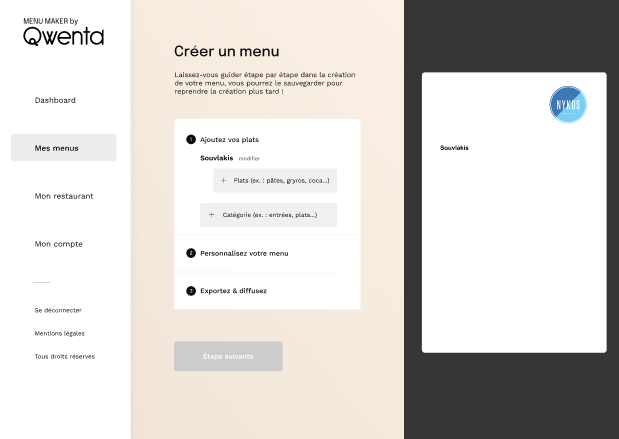 MENU MAKER by
Qwenta
Dashboard
Mes menus
Mon restaurant
Mon compte
Se déconnecter
Mentions légales
Tous droits réservés
Créer un menu
Laissez-vous guider étape par étape dans la création
de votre menu, vous pourrez le sauvegarder pour
reprendre la création plus tard !
1 Ajoutez vos plats
Souvlakis modifier
+ Plats (ex. : pâtes, gryros, coca...)
+ Catégorie (ex. : entrées, plats...)
2 Personnalisez votre menu
3 Exportez & diffusez
Étape suivante
NYKOS
Souvlakis